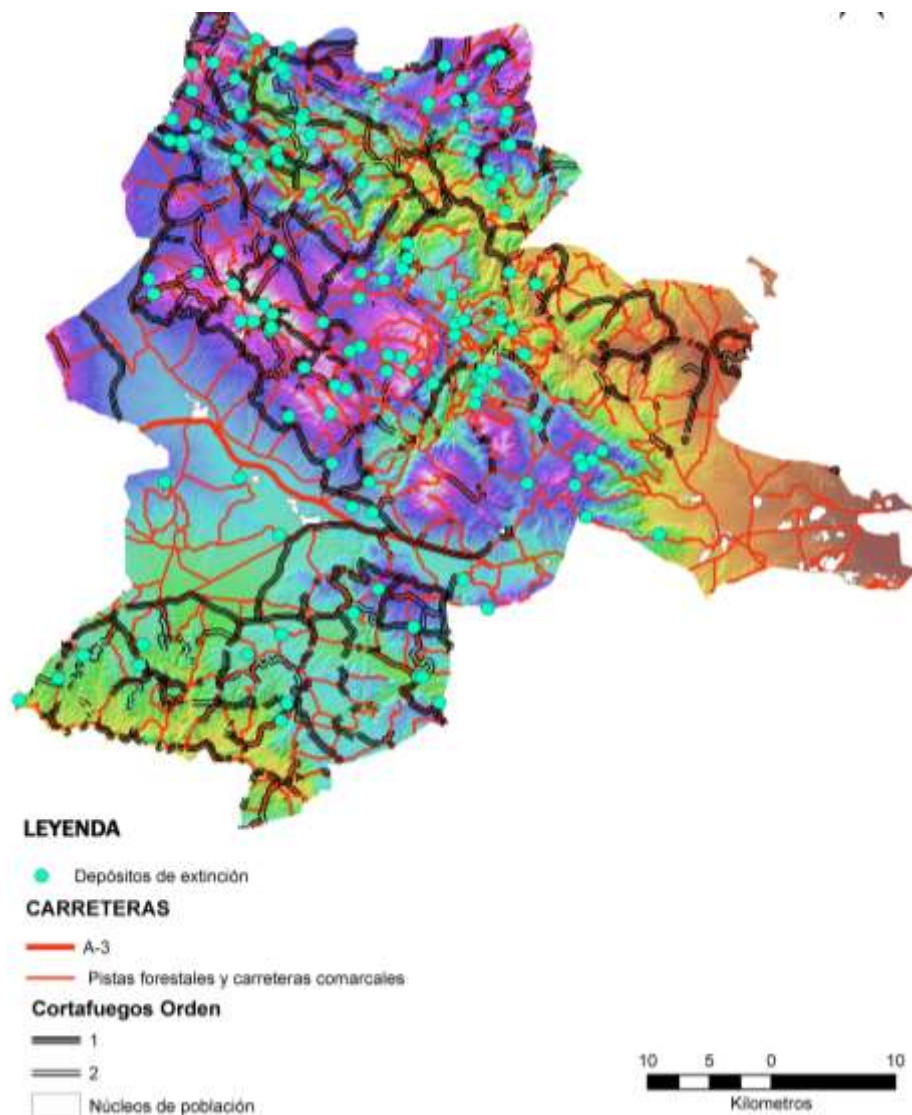 LEYENDA
Depósitos de extinción
CARRETERAS
A-3
Pistas forestales y carreteras comarcales
Cortafuegos Orden
1
2
Núcleos de población
10 5 0 10
Kilometros